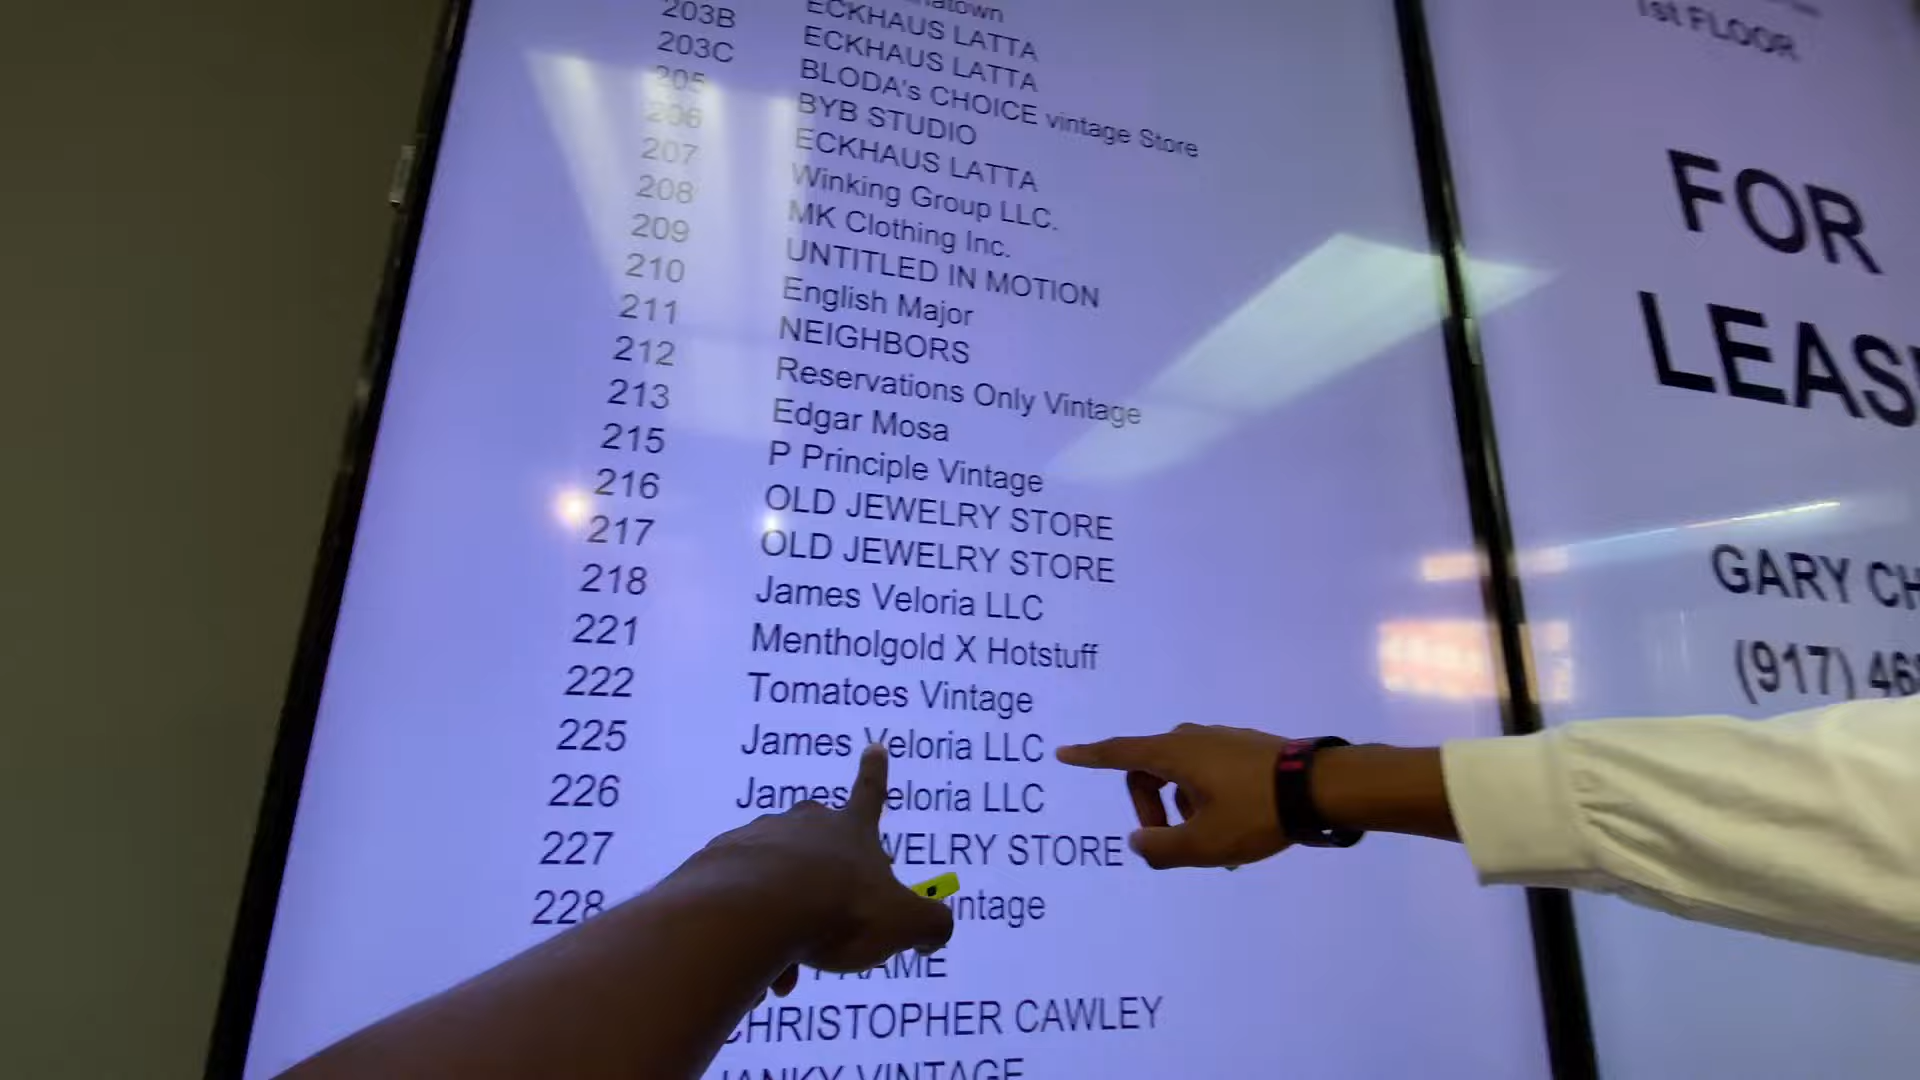 203B ECKHAUS LATTA
203C ECKHAUS LATTA
205 BLODA's CHOICE vintage Store
206 BYB STUDIO
207 ECKHAUS LATTA
208 Winking Group LLC.
209 MK Clothing Inc.
210 UNTITLED IN MOTION
211 English Major
212 NEIGHBORS
213 Reservations Only Vintage
215 Edgar Mosa
216 P Principle Vintage
217 OLD JEWELRY STORE
218 OLD JEWELRY STORE
221 James Veloria LLC
222 Mentholgold X Hotstuff
225 Tomatoes Vintage
226 James Veloria LLC
227 James Veloria LLC
228 STORE
CHRISTOPHER CAWLEY
VINTAGE
1st FLOOR
FOR
LEASE
GARY
(917)